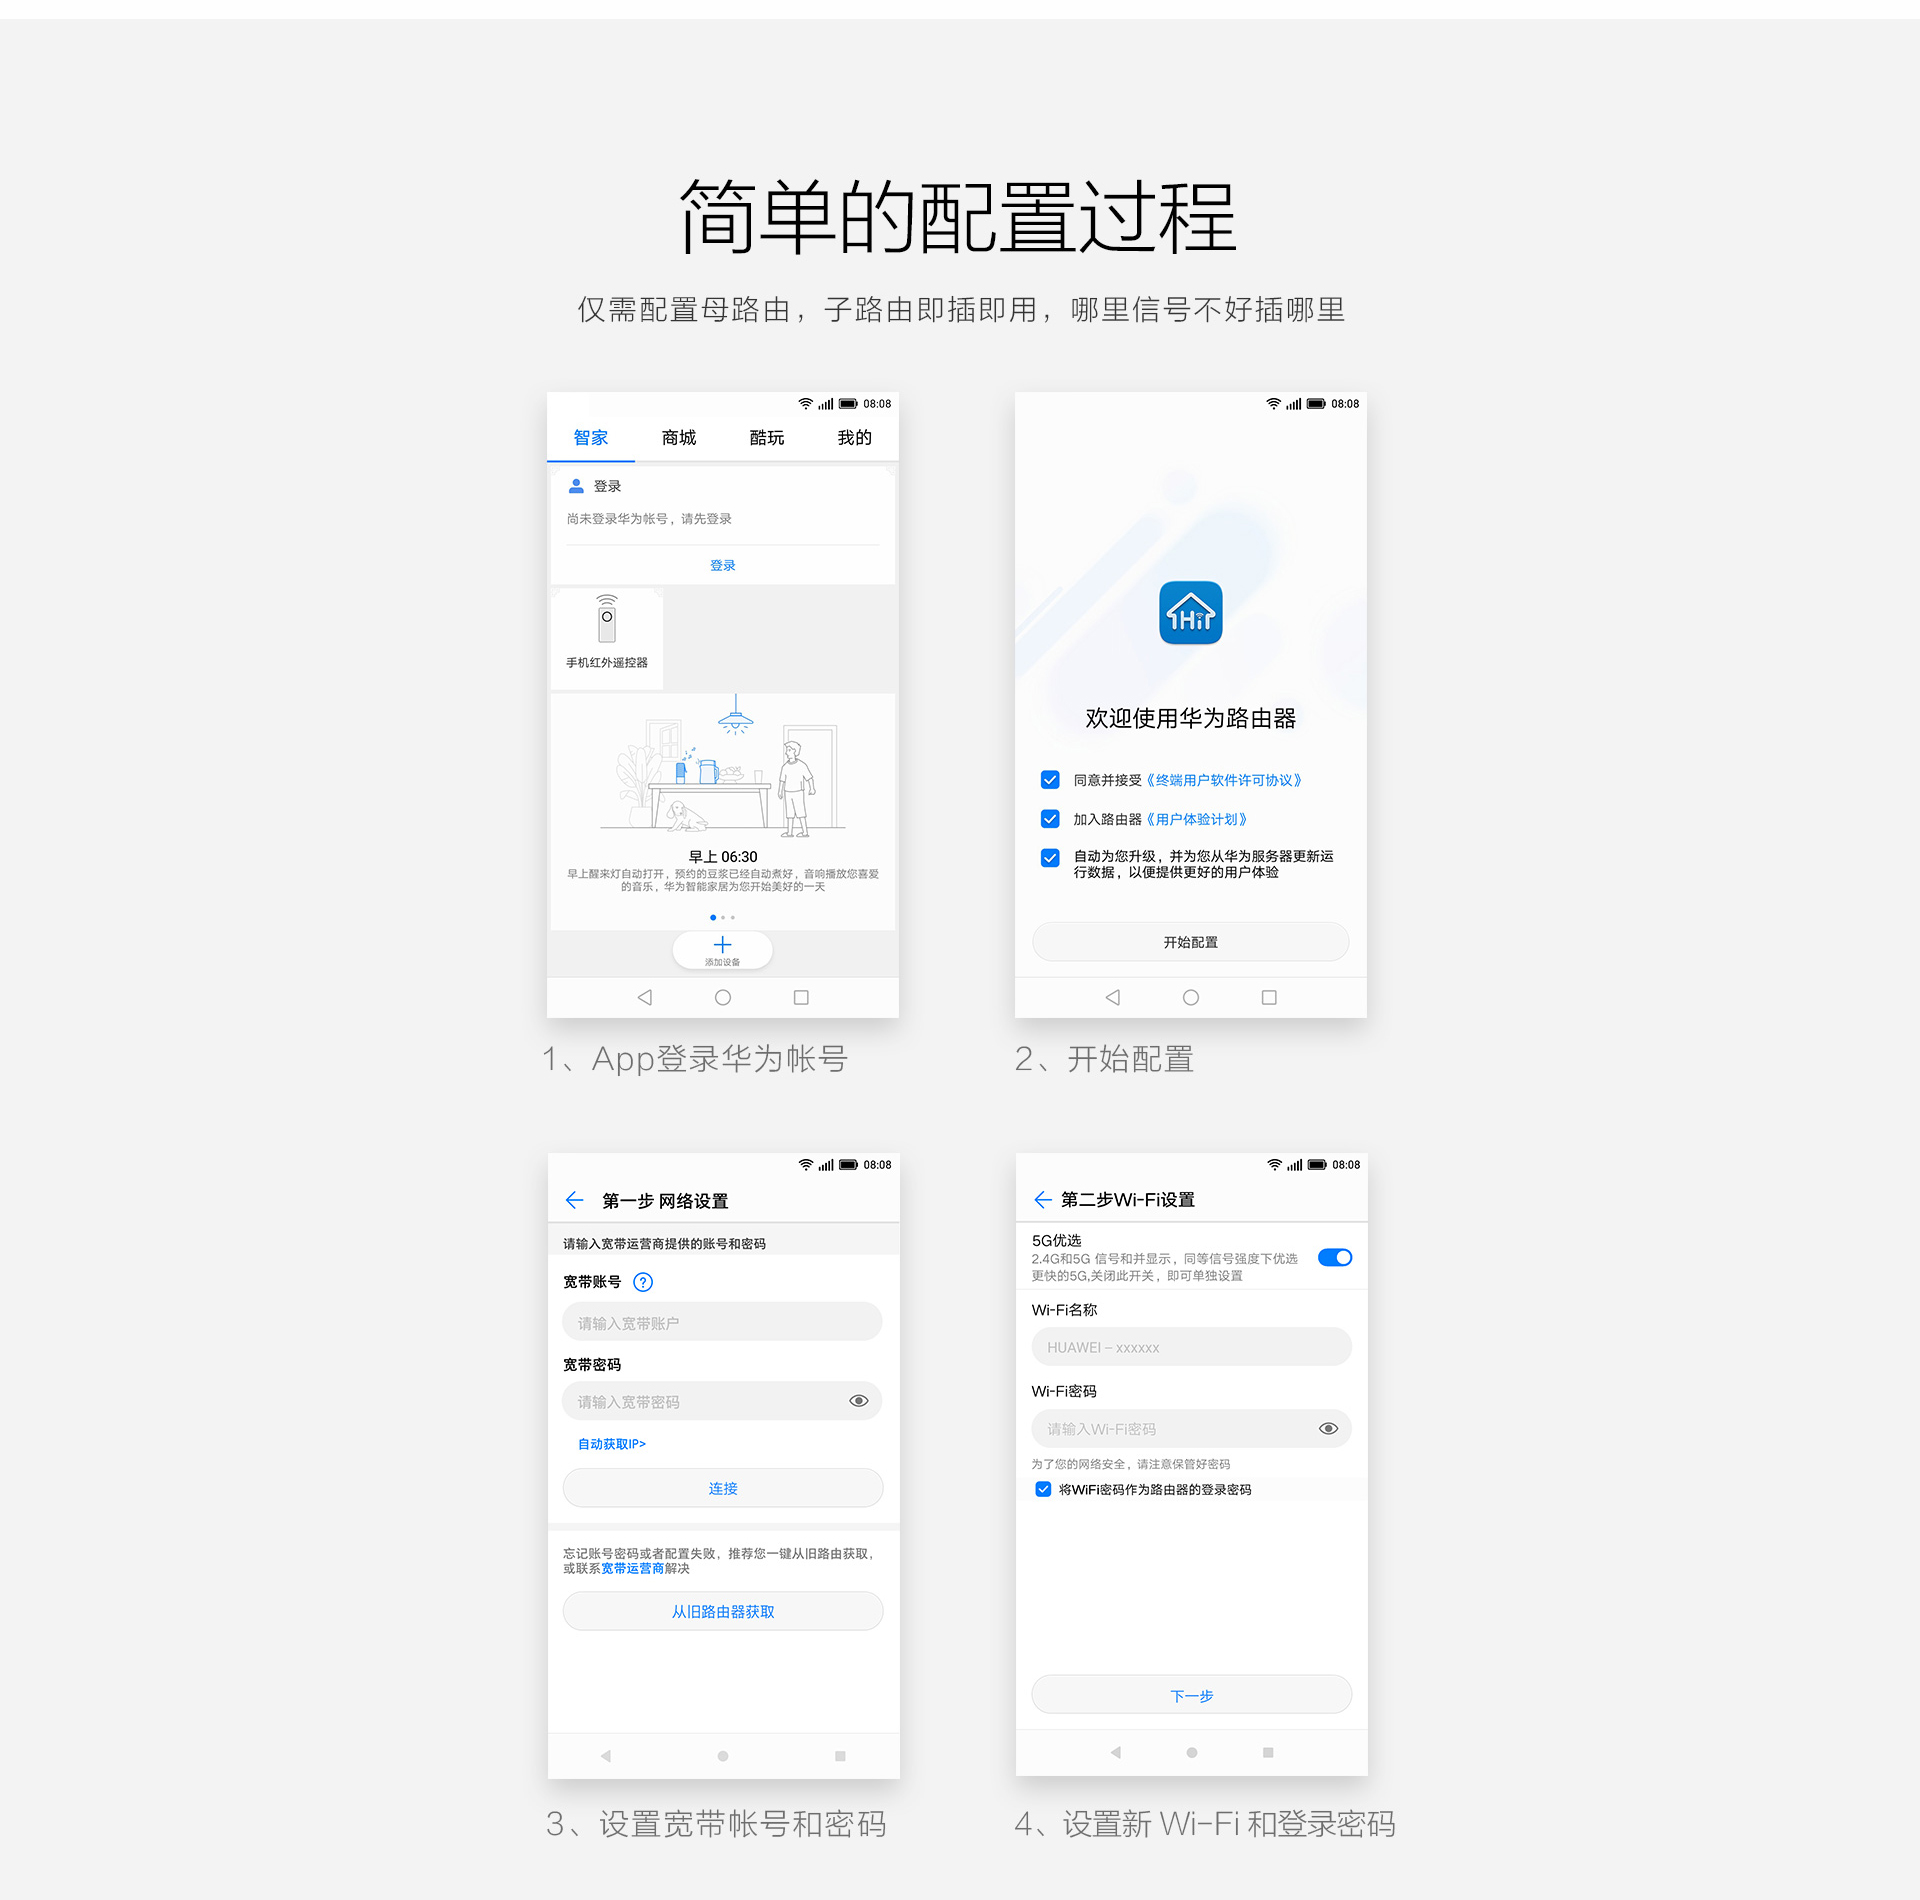 简单的配置过程
仅需配置母路由，子路由即插即用，哪里信号不好插哪里
08:08
智家 商城 酷玩 我的
登录
尚未登录华为帐号，请先登录
登录
手机红外遥控器
早上 06:30
早上醒来灯自动打开，预约的豆浆已经自动煮好，音响播放您喜爱
的音乐，华为智能家居为您开始美好的一天
添加设备
1、App登录华为帐号
08:08
Hi
欢迎使用华为路由器
同意并接受《终端用户软件许可协议》
加入路由器《用户体验计划》
自动为您升级，并为您从华为服务器更新运
行数据，以便提供更好的用户体验
开始配置
2、开始配置
08:08
第一步 网络设置
请输入宽带运营商提供的账号和密码
宽带账号 ?
请输入宽带账户
宽带密码
请输入宽带密码
自动获取IP>
连接
忘记账号密码或者配置失败，推荐您一键从旧路由获取，
或联系宽带运营商解决
从旧路由器获取
3、设置宽带帐号和密码
08:08
第二步Wi-Fi设置
5G优选
2.4G和5G 信号和并显示，同等信号强度下优选
更快的5G,关闭此开关，即可单独设置
Wi-Fi名称
HUAWEI – xxxxxx
Wi-Fi密码
请输入Wi-Fi密码
为了您的网络安全，请注意保管好密码
将WiFi密码作为路由器的登录密码
下一步
4、设置新 Wi-Fi 和登录密码